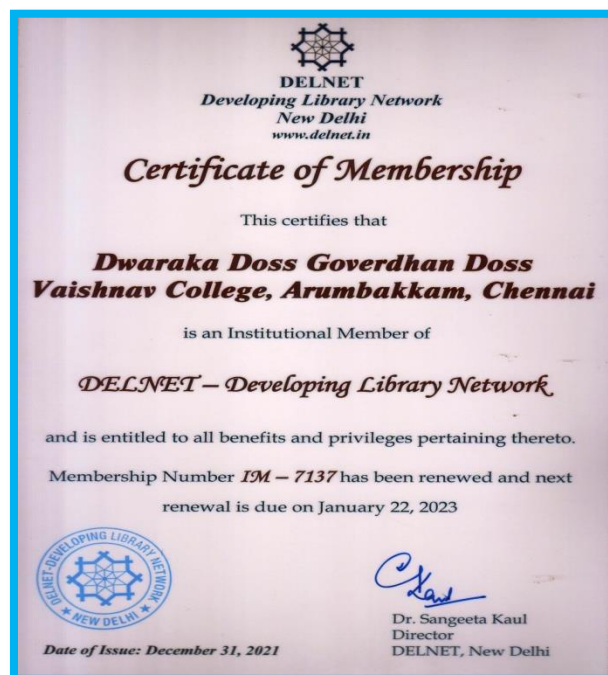 DELNET
Developing Library Network
New Delhi
www.delnet.in
Certificate of Membership
This certifies that
Dwaraka Doss Goverdhan Doss
Vaishnav College, Arumbakkam, Chennai
is an Institutional Member of
DELNET – Developing Library Network
and is entitled to all benefits and privileges pertaining thereto.
Membership Number IM – 7137 has been renewed and next
renewal is due on January 22, 2023
DELNET-DEVELOPING LIBRARY NETWORK
★ NEW DELHI ★
Dr. Sangeeta Kaul
Director
DELNET, New Delhi
Date of Issue: December 31, 2021